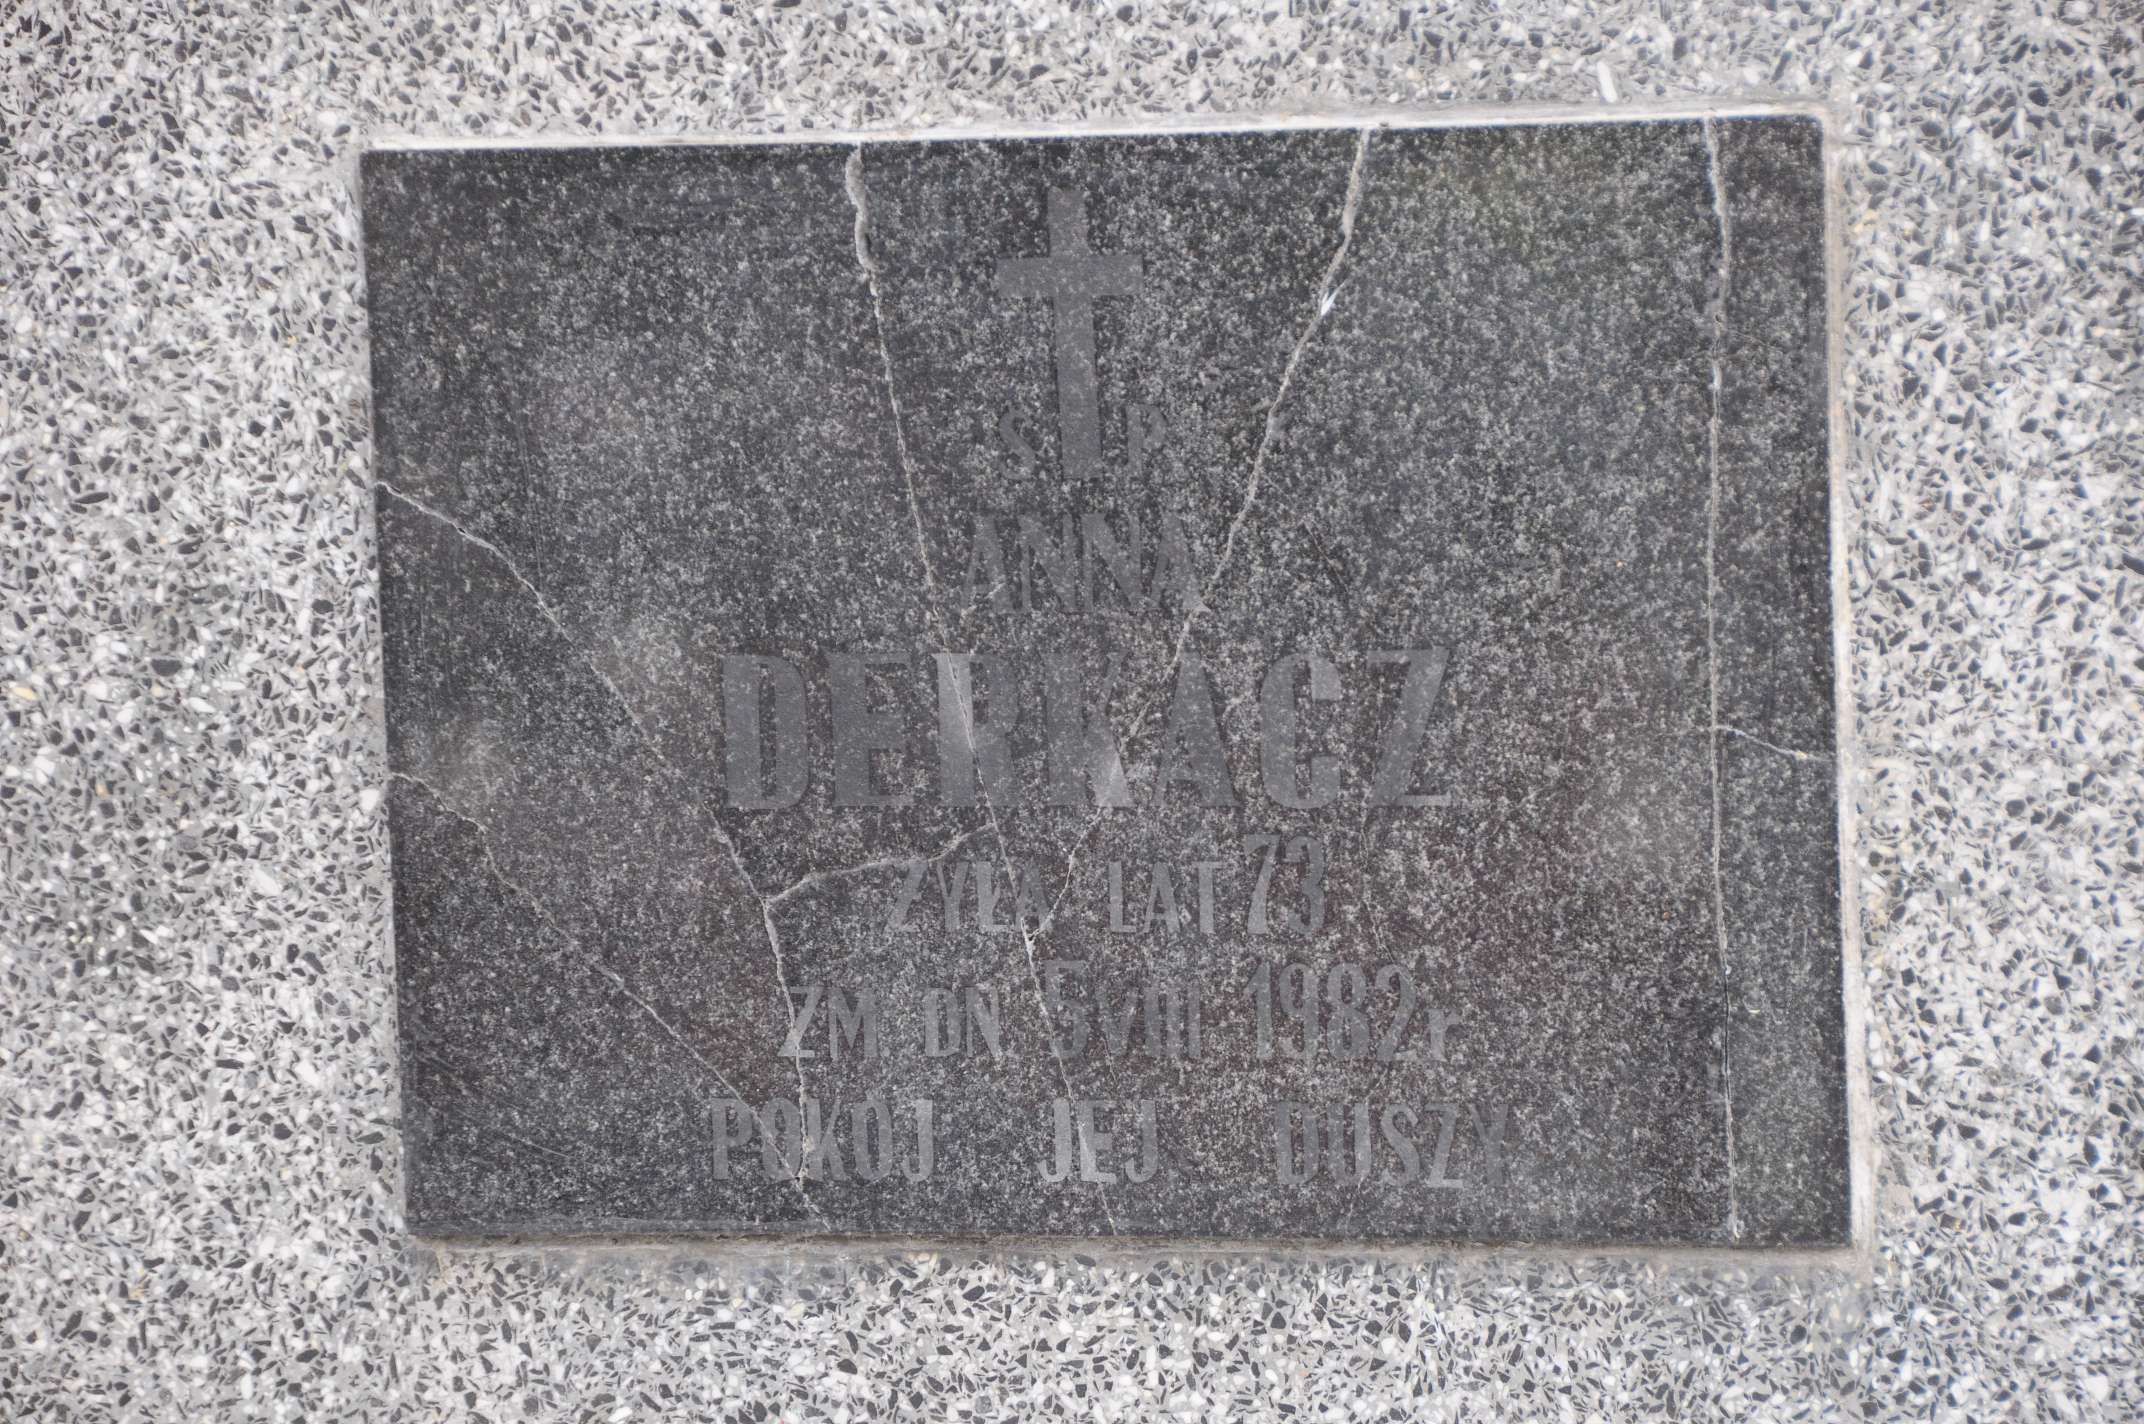 S P
ANNA
DERKACZ
ŻYŁA LAT 73
ZM. DN 5 VIII 1982 r
POKÓJ JEJ DUSZY